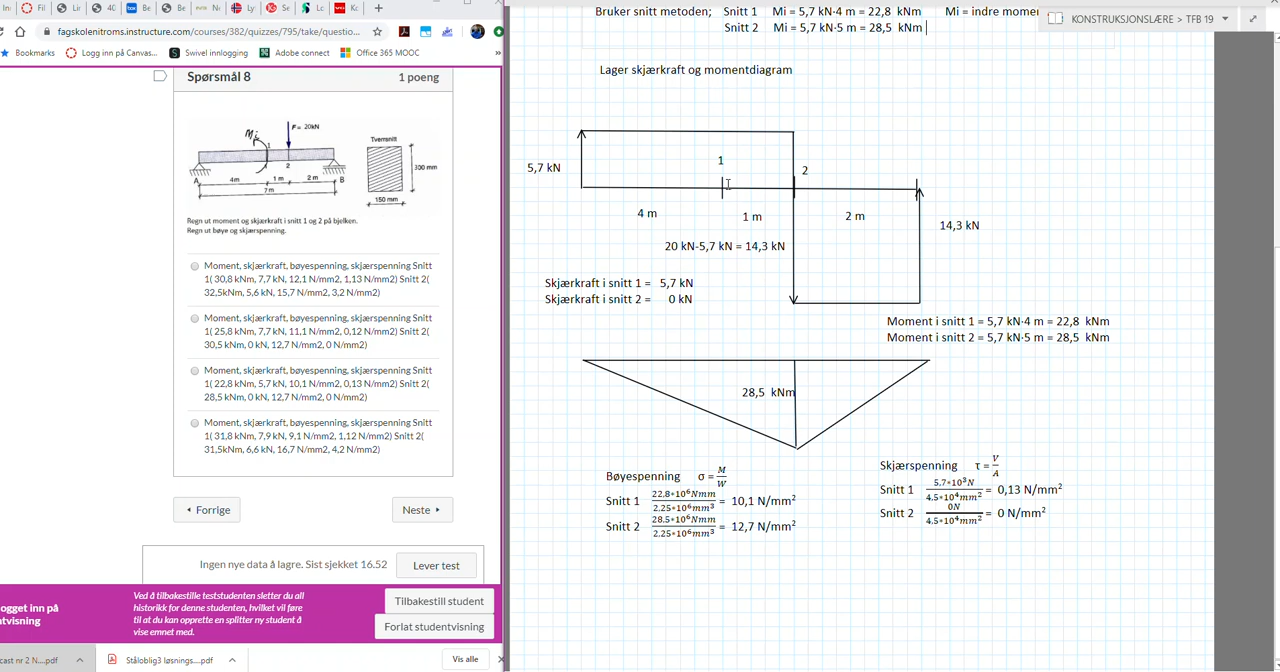 fagskolenitroms.instructure.com/courses/382/quizzes/795/take/questio...
Bookmarks
Logg inn på Canvas...
Swivel innlogging
Adobe connect
Office 365 MOOC
Spørsmål 8
1 poeng
Mi
F = 20kN
1
2
A
B
4m
1 m
2 m
7 m
Tverrsnitt
300 mm
150 mm
Regn ut moment og skjærkraft i snitt 1 og 2 på bjelken.
Regn ut bøye og skjærspenning.
Moment, skjærkraft, bøyespenning, skjærspenning Snitt
1( 30,8 kNm, 7,7 kN, 12,1 N/mm2, 1,13 N/mm2) Snitt 2(
32,5kNm, 5,6 kN, 15,7 N/mm2, 3,2 N/mm2)
Moment, skjærkraft, bøyespenning, skjærspenning Snitt
1( 25,8 kNm, 7,7 kN, 11,1 N/mm2, 0,12 N/mm2) Snitt 2(
30,5 kNm, 0 kN, 12,7 N/mm2, 0 N/mm2)
Moment, skjærkraft, bøyespenning, skjærspenning Snitt
1( 22,8 kNm, 5,7 kN, 10,1 N/mm2, 0,13 N/mm2) Snitt 2(
28,5 kNm, 0 kN, 12,7 N/mm2, 0 N/mm2)
Moment, skjærkraft, bøyespenning, skjærspenning Snitt
1( 31,8 kNm, 7,9 kN, 9,1 N/mm2, 1,12 N/mm2) Snitt 2(
31,5kNm, 6,6 kN, 16,7 N/mm2, 4,2 N/mm2)
Forrige
Neste
Ingen nye data å lagre. Sist sjekket 16.52
Lever test
ogget inn på
ntvisning
Ved å tilbakestille teststudenten sletter du all
historikk for denne studenten, hvilket vil føre
til at du kan opprette en splitter ny student å
vise emnet med.
Tilbakestill student
Forlat studentvisning
cast nr 2 N....pdf
Ståloblig3 løsnings....pdf
Vis alle
KONSTRUKSJONSLÆRE > TFB 19
Bruker snitt metoden; Snitt 1 Mi = 5,7 kN·4 m = 22,8 kNm Mi = indre momen
Snitt 2 Mi = 5,7 kN·5 m = 28,5 kNm
Lager skjærkraft og momentdiagram
5,7 kN
1
2
4 m
1 m
2 m
14,3 kN
20 kN-5,7 kN = 14,3 kN
Skjærkraft i snitt 1 = 5,7 kN
Skjærkraft i snitt 2 = 0 kN
Moment i snitt 1 = 5,7 kN·4 m = 22,8 kNm
Moment i snitt 2 = 5,7 kN·5 m = 28,5 kNm
28,5 kNm
Bøyespenning σ = M/W
Snitt 1 22,8∗10⁶Nmm/2,25∗10⁶mm³ = 10,1 N/mm²
Snitt 2 28,5∗10⁶Nmm/2,25∗10⁶mm³ = 12,7 N/mm²
Skjærspenning τ = V/A
Snitt 1 5,7∗10³N/4,5∗10⁴mm² = 0,13 N/mm²
Snitt 2 0N/4,5∗10⁴mm² = 0 N/mm²